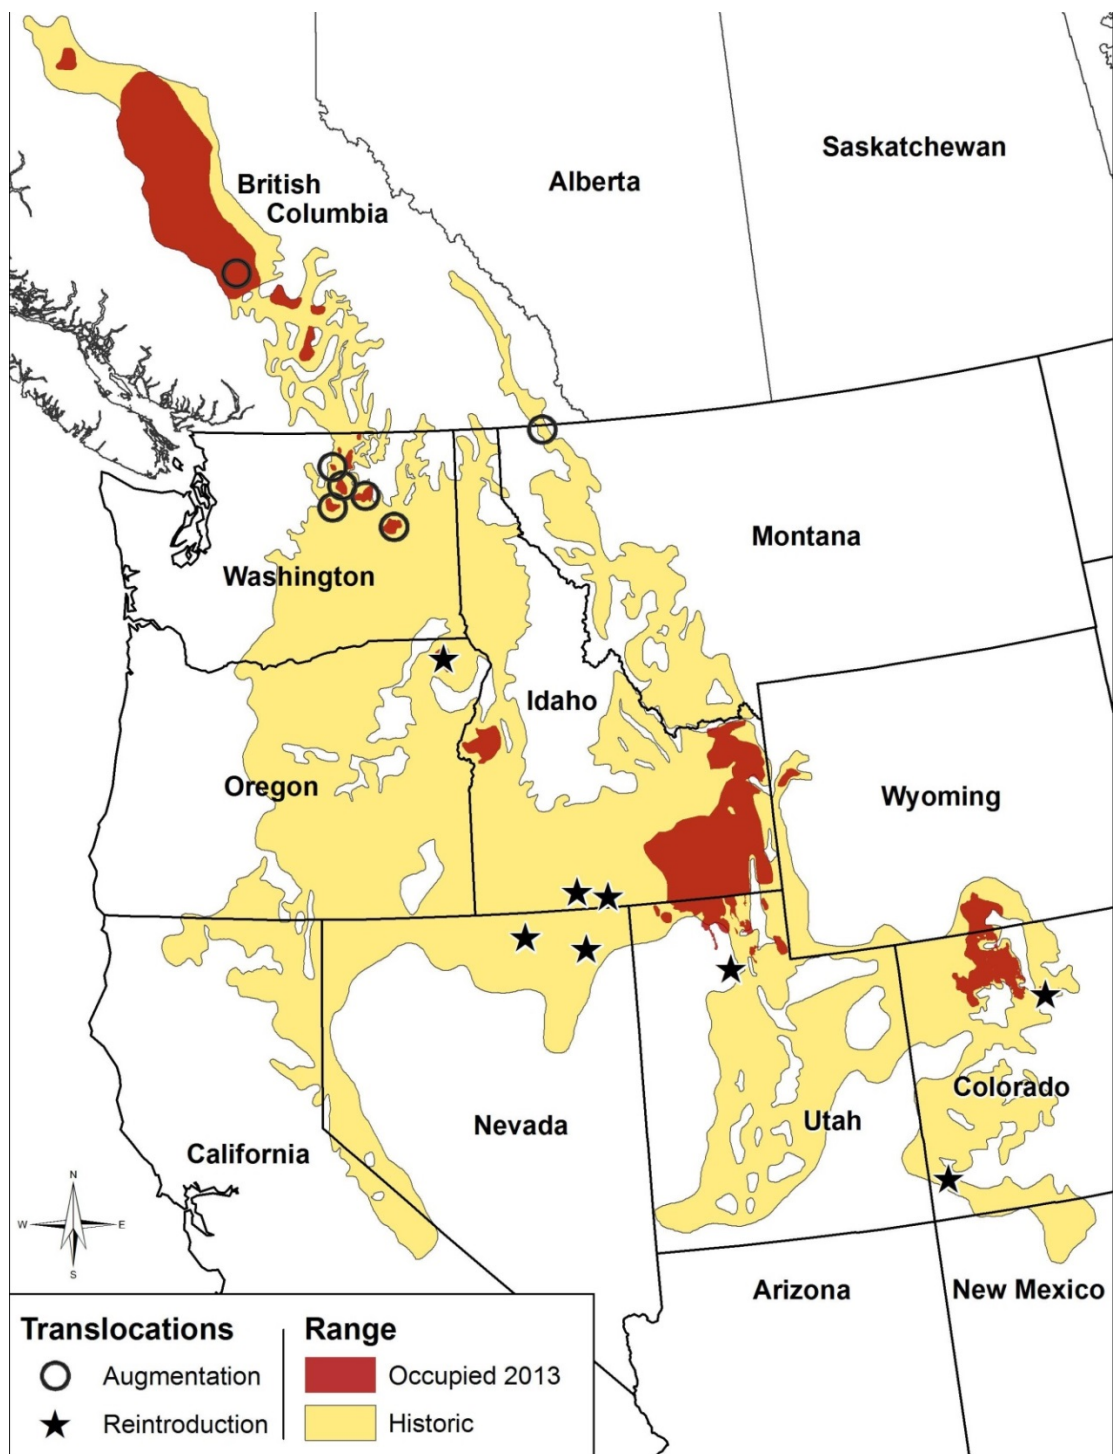 Saskatchewan
Alberta
British
Columbia
Montana
Washington
Idaho
Oregon
Wyoming
Colorado
Utah
Nevada
California
N
W
E
S
Arizona
New Mexico
Translocations
Augmentation
Reintroduction
Range
Occupied 2013
Historic